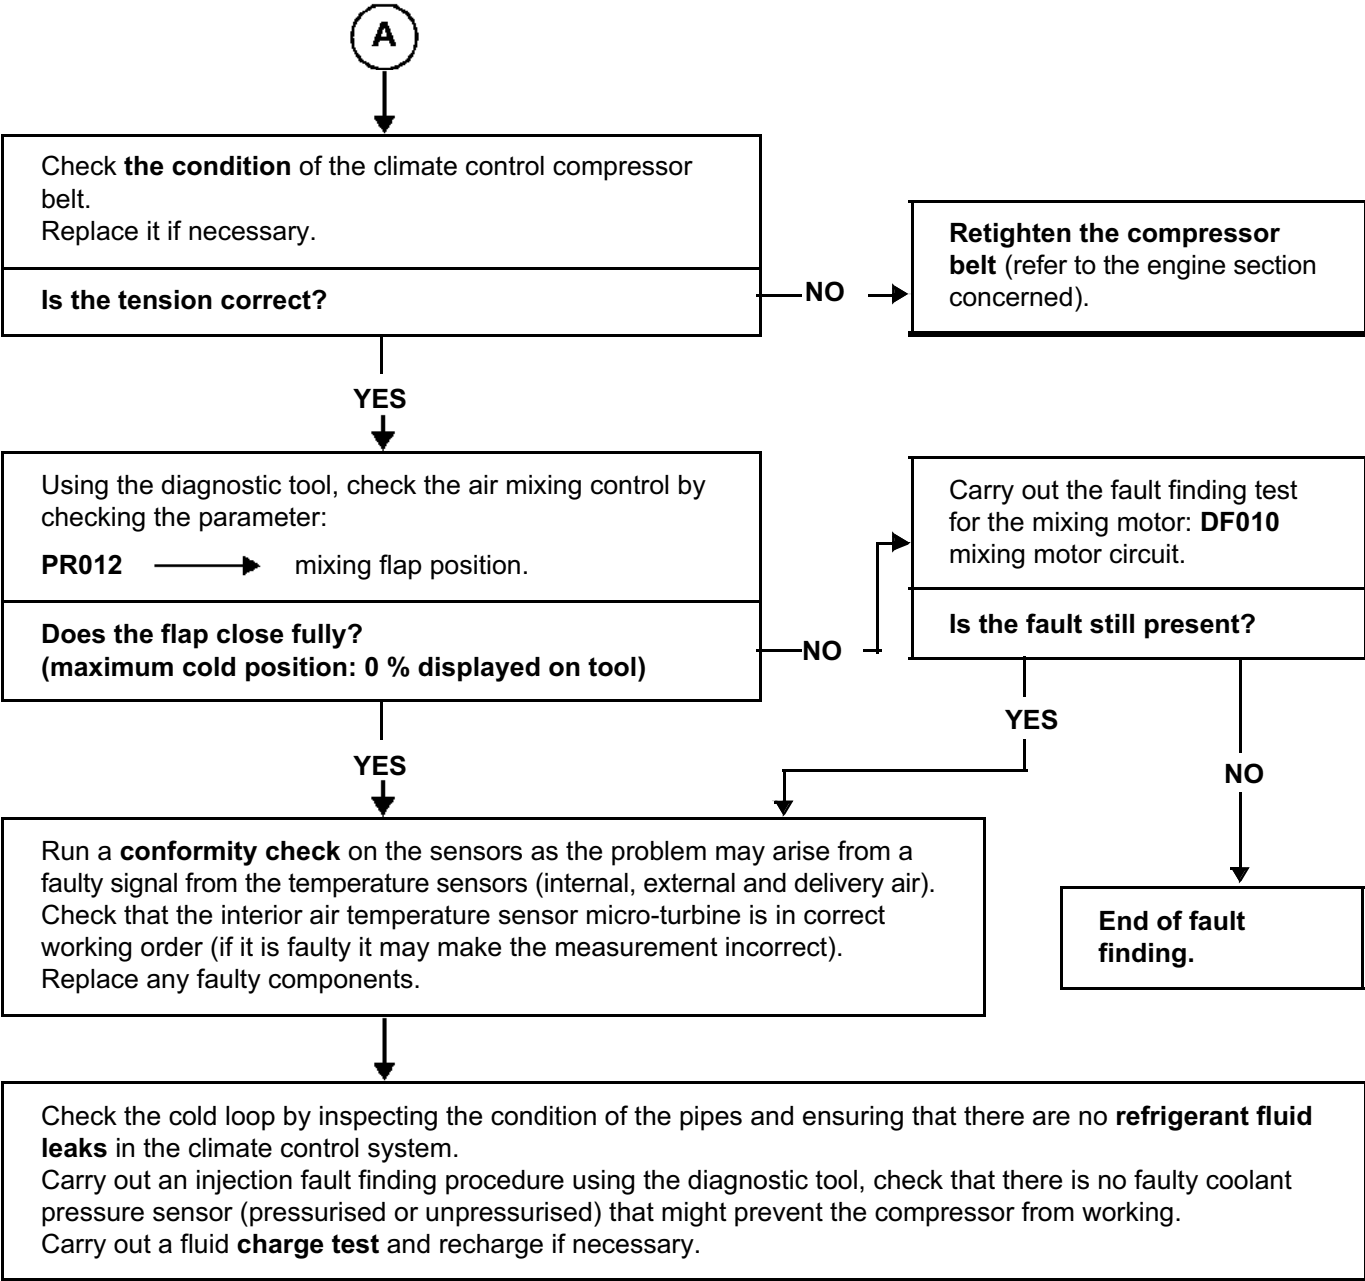 A
Check the condition of the climate control compressor
belt.
Replace it if necessary.
Is the tension correct?
NO
Retighten the compressor
belt (refer to the engine section
concerned).
YES
Using the diagnostic tool, check the air mixing control by
checking the parameter:
PR012 mixing flap position.
Does the flap close fully?
(maximum cold position: 0 % displayed on tool)
NO
Carry out the fault finding test
for the mixing motor: DF010
mixing motor circuit.
Is the fault still present?
YES
NO
YES
Run a conformity check on the sensors as the problem may arise from a
faulty signal from the temperature sensors (internal, external and delivery air).
Check that the interior air temperature sensor micro-turbine is in correct
working order (if it is faulty it may make the measurement incorrect).
Replace any faulty components.
End of fault
finding.
Check the cold loop by inspecting the condition of the pipes and ensuring that there are no refrigerant fluid
leaks in the climate control system.
Carry out an injection fault finding procedure using the diagnostic tool, check that there is no faulty coolant
pressure sensor (pressurised or unpressurised) that might prevent the compressor from working.
Carry out a fluid charge test and recharge if necessary.